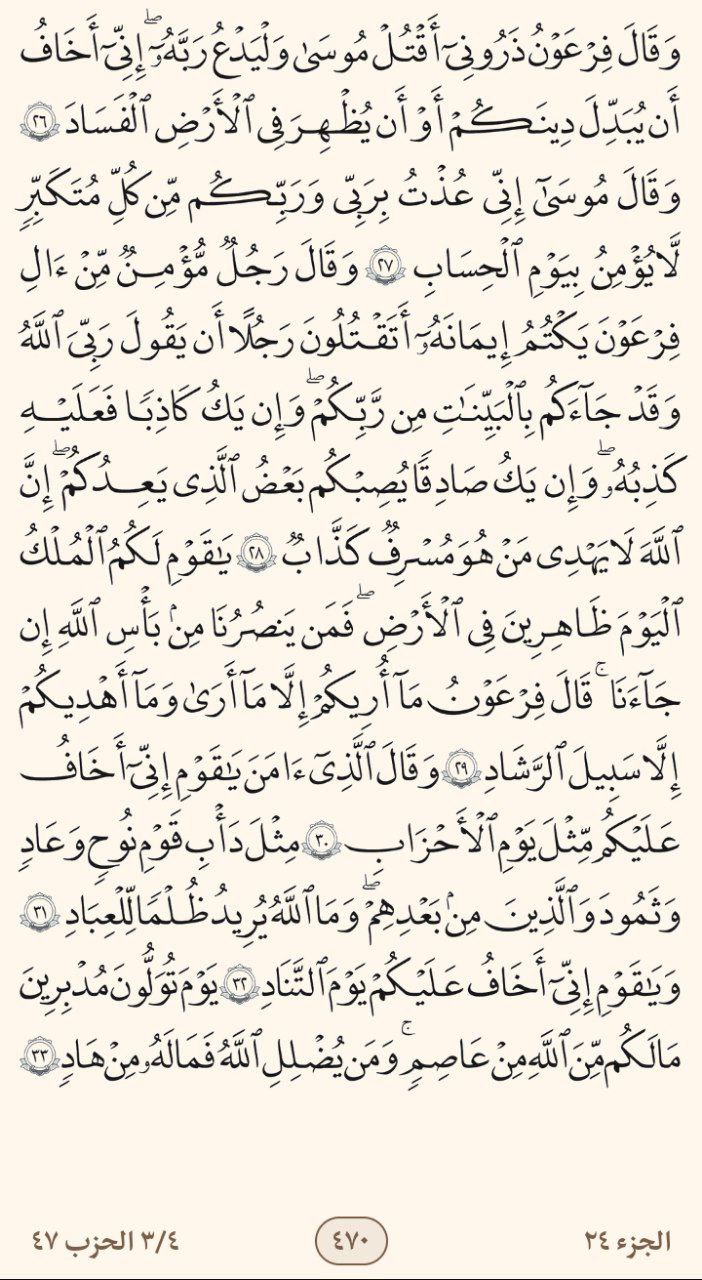 وَقَالَ فِرْعَوْنُ ذَرُونِىٓ أَقْتُلْ مُوسَىٰ وَلْيَدْعُ رَبَّهُۥٓ ۖ إِنِّىٓ أَخَافُ
أَن يُبَدِّلَ دِينَكُمْ أَوْ أَن يُظْهِرَ فِى ٱلْأَرْضِ ٱلْفَسَادَ ٢٦
وَقَالَ مُوسَىٰٓ إِنِّى عُذْتُ بِرَبِّى وَرَبِّكُم مِّن كُلِّ مُتَكَبِّرٍ
لَّا يُؤْمِنُ بِيَوْمِ ٱلْحِسَابِ ٢٧ وَقَالَ رَجُلٌ مُّؤْمِنٌ مِّنْ ءَالِ
فِرْعَوْنَ يَكْتُمُ إِيمَانَهُۥٓ أَتَقْتُلُونَ رَجُلًا أَن يَقُولَ رَبِّىَ ٱللَّهُ
وَقَدْ جَآءَكُم بِٱلْبَيِّنَـٰتِ مِن رَّبِّكُمْ ۖ وَإِن يَكُ كَاذِبًا فَعَلَيْهِ
كَذِبُهُۥ ۖ وَإِن يَكُ صَادِقًا يُصِبْكُم بَعْضُ ٱلَّذِى يَعِدُكُمْ ۖ إِنَّ
ٱللَّهَ لَا يَهْدِى مَنْ هُوَ مُسْرِفٌ كَذَّابٌ ٢٨ يَـٰقَوْمِ لَكُمُ ٱلْمُلْكُ
ٱلْيَوْمَ ظَـٰهِرِينَ فِى ٱلْأَرْضِ ۖ فَمَن يَنصُرُنَا مِنۢ بَأْسِ ٱللَّهِ إِن
جَآءَنَا ۚ قَالَ فِرْعَوْنُ مَآ أُرِيكُمْ إِلَّا مَآ أَرَىٰ وَمَآ أَهْدِيكُمْ
إِلَّا سَبِيلَ ٱلرَّشَادِ ٢٩ وَقَالَ ٱلَّذِىٓ ءَامَنَ يَـٰقَوْمِ إِنِّىٓ أَخَافُ
عَلَيْكُم مِّثْلَ يَوْمِ ٱلْأَحْزَابِ ٣٠ مِثْلَ دَأْبِ قَوْمِ نُوحٍ وَعَادٍ
وَثَمُودَ وَٱلَّذِينَ مِنۢ بَعْدِهِمْ ۚ وَمَا ٱللَّهُ يُرِيدُ ظُلْمًا لِّلْعِبَادِ ٣١
وَيَـٰقَوْمِ إِنِّىٓ أَخَافُ عَلَيْكُمْ يَوْمَ ٱلتَّنَادِ ٣٢ يَوْمَ تُوَلُّونَ مُدْبِرِينَ
مَا لَكُم مِّنَ ٱللَّهِ مِنْ عَاصِمٍ ۗ وَمَن يُضْلِلِ ٱللَّهُ فَمَا لَهُۥ مِنْ هَادٍ ٣٣
الجزء ٢٤ ٤٧٠ ٣/٤ الحزب ٤٧